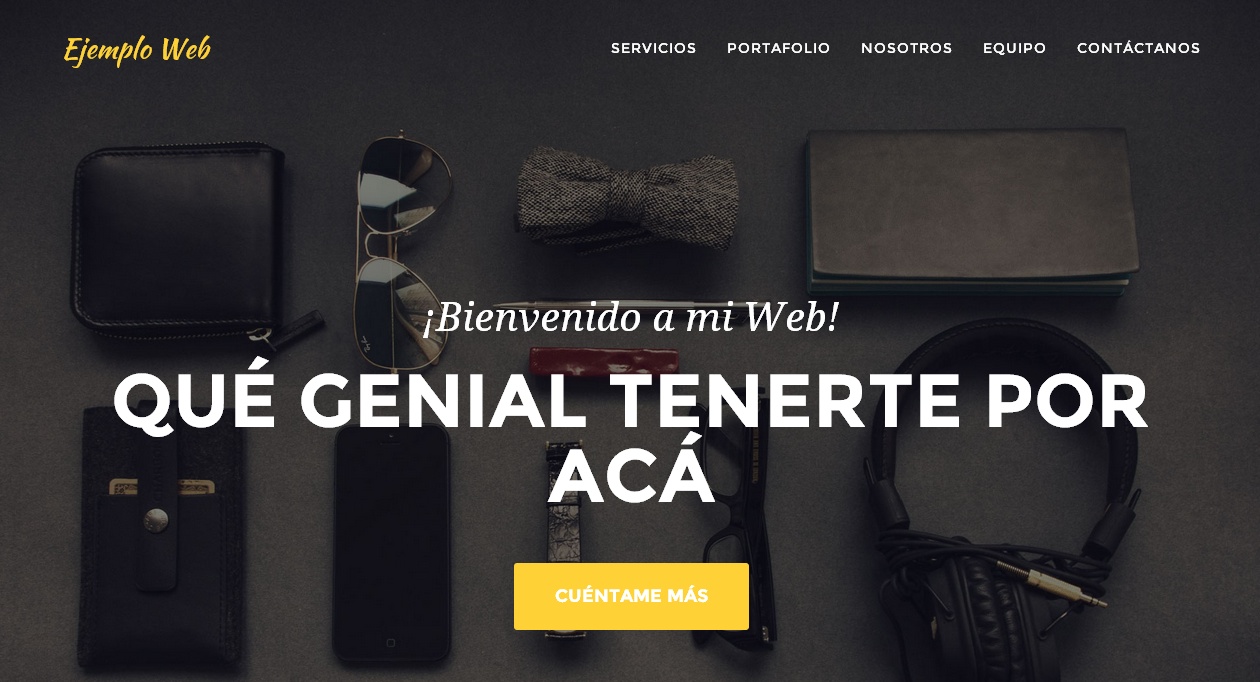 Ejemplo Web
SERVICIOS PORTAFOLIO NOSOTROS EQUIPO CONTÁCTANOS
¡Bienvenido a mi Web!
QUÉ GENIAL TENERTE POR
ACÁ
CUÉNTAME MÁS